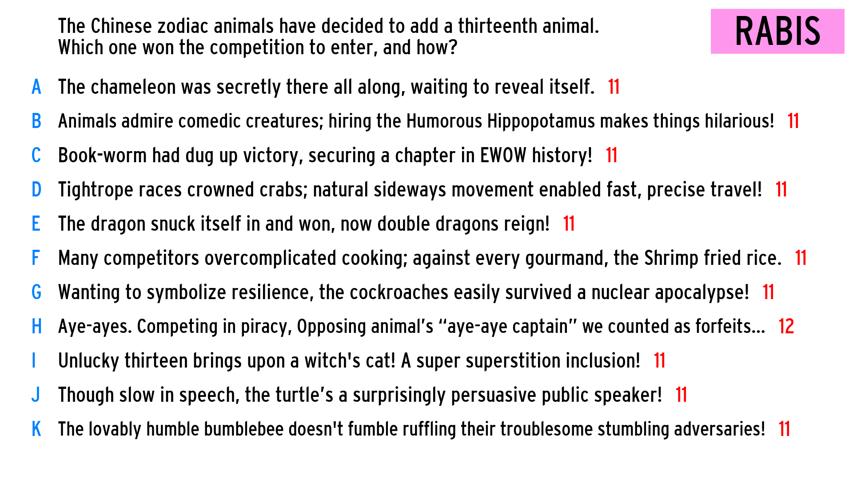 The Chinese zodiac animals have decided to add a thirteenth animal.
Which one won the competition to enter, and how?
RABIS
A The chameleon was secretly there all along, waiting to reveal itself. 11
B Animals admire comedic creatures; hiring the Humorous Hippopotamus makes things hilarious! 11
C Book-worm had dug up victory, securing a chapter in EWOW history! 11
D Tightrope races crowned crabs; natural sideways movement enabled fast, precise travel! 11
E The dragon snuck itself in and won, now double dragons reign! 11
F Many competitors overcomplicated cooking; against every gourmand, the Shrimp fried rice. 11
G Wanting to symbolize resilience, the cockroaches easily survived a nuclear apocalypse! 11
H Aye-ayes. Competing in piracy, Opposing animal’s “aye-aye captain” we counted as forfeits... 12
I Unlucky thirteen brings upon a witch's cat! A super superstition inclusion! 11
J Though slow in speech, the turtle’s a surprisingly persuasive public speaker! 11
K The lovably humble bumblebee doesn't fumble ruffling their troublesome stumbling adversaries! 11